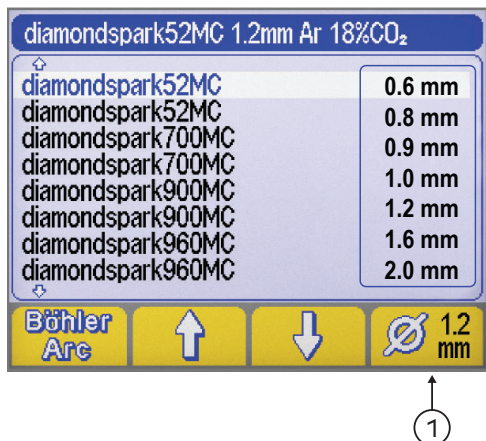 diamondspark52MC 1.2mm Ar 18%CO₂
diamondspark52MC
diamondspark52MC
diamondspark700MC
diamondspark700MC
diamondspark900MC
diamondspark900MC
diamondspark960MC
diamondspark960MC
0.6 mm
0.8 mm
0.9 mm
1.0 mm
1.2 mm
1.6 mm
2.0 mm
Böhler
Arc
1.2
mm
1